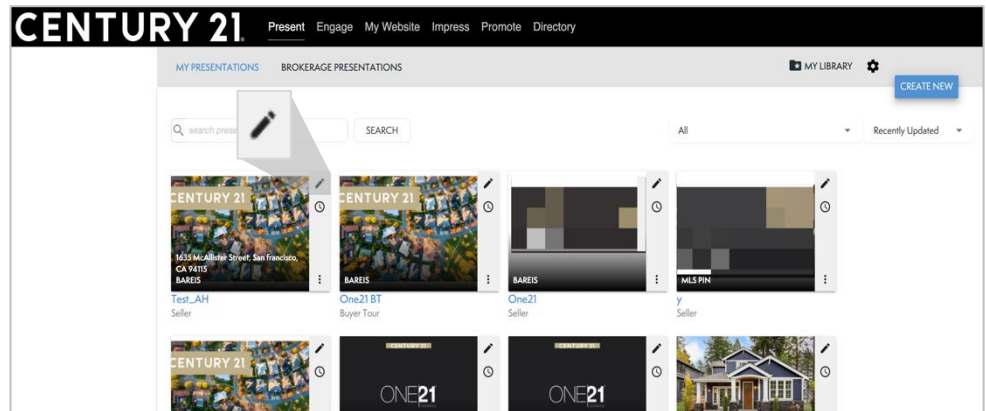 CENTURY 21 Present Engage My Website Impress Promote Directory
MY PRESENTATIONS BROKERAGE PRESENTATIONS MY LIBRARY
CREATE NEW
search SEARCH All Recently Updated
CENTURY 21 CENTURY 21
1635 McAllister Street, San Francisco,
CA 94115
BAREIS BAREIS BAREIS MLS PIN
Test_AH One21 BT One21 y
Seller Buyer Tour Seller Seller
CENTURY 21 CENTURY 21 CENTURY 21
ONE21 ONE21